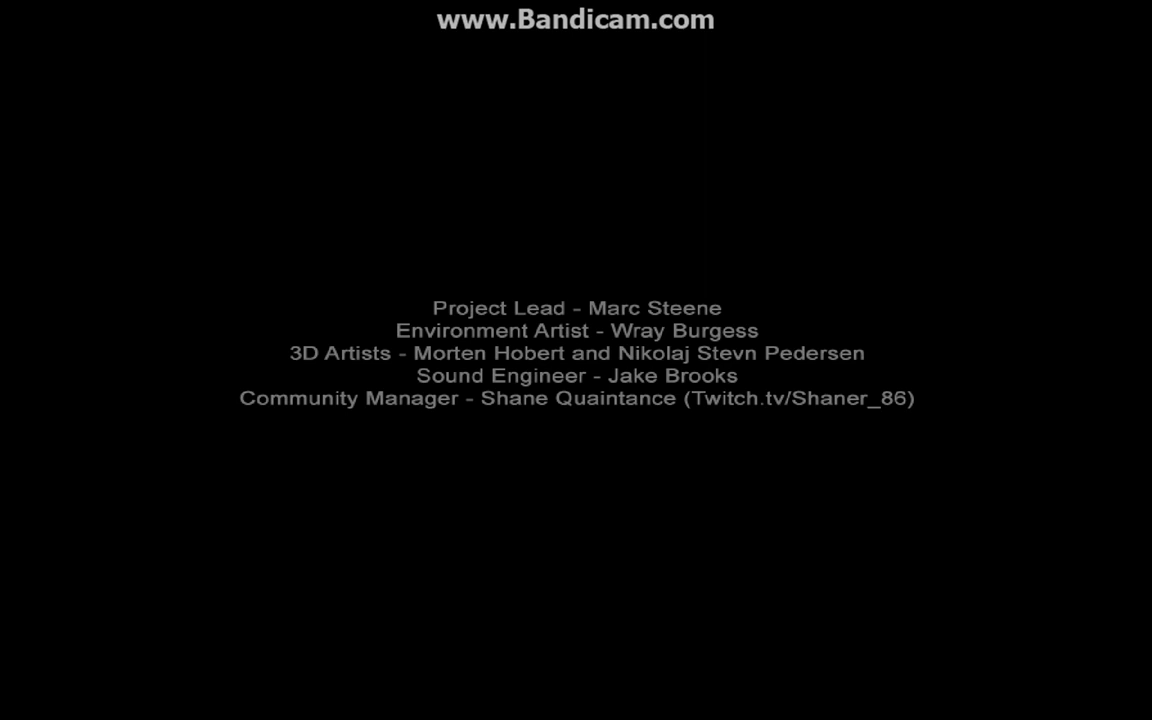 www.Bandicam.com
Project Lead - Marc Steene
Environment Artist - Wray Burgess
3D Artists - Morten Hobert and Nikolaj Stevn Pedersen
Sound Engineer - Jake Brooks
Community Manager - Shane Quaintance (Twitch.tv/Shaner_86)